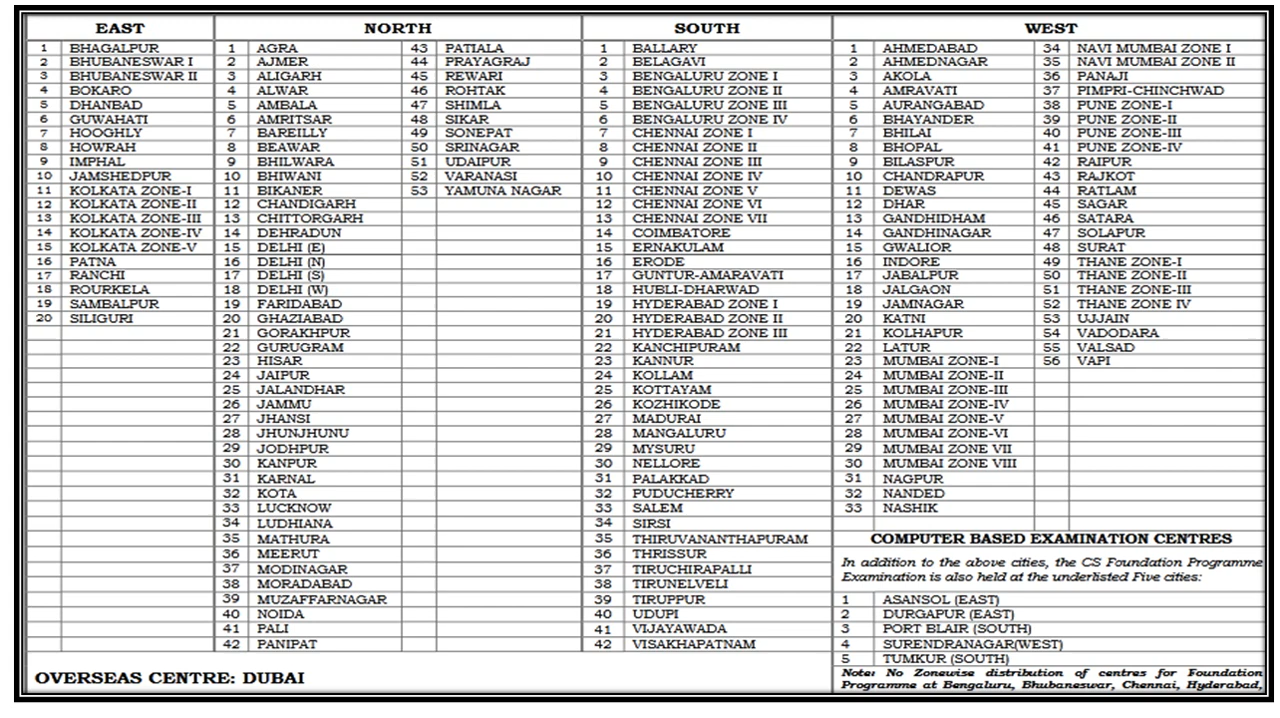 EAST
1 BHAGALPUR
2 BHUBANESWAR I
3 BHUBANESWAR II
4 BOKARO
5 DHANBAD
6 GUWAHATI
7 HOOGHLY
8 HOWRAH
9 IMPHAL
10 JAMSHEDPUR
11 KOLKATA ZONE-I
12 KOLKATA ZONE-II
13 KOLKATA ZONE-III
14 KOLKATA ZONE-IV
15 KOLKATA ZONE-V
16 PATNA
17 RANCHI
18 ROURKELA
19 SAMBALPUR
20 SILIGURI
NORTH
1 AGRA
2 AJMER
3 ALIGARH
4 ALWAR
5 AMBALA
6 AMRITSAR
7 BAREILLY
8 BEAWAR
9 BHILWARA
10 BHIWANI
11 BIKANER
12 CHANDIGARH
13 CHITTORGARH
14 DEHRADUN
15 DELHI (E)
16 DELHI (N)
17 DELHI (S)
18 DELHI (W)
19 FARIDABAD
20 GHAZIABAD
21 GORAKHPUR
22 GURUGRAM
23 HISAR
24 JAIPUR
25 JALANDHAR
26 JAMMU
27 JHANSI
28 JHUNJHUNU
29 JODHPUR
30 KANPUR
31 KARNAL
32 KOTA
33 LUCKNOW
34 LUDHIANA
35 MATHURA
36 MEERUT
37 MODINAGAR
38 MORADABAD
39 MUZAFFARNAGAR
40 NOIDA
41 PALI
42 PANIPAT
43 PATIALA
44 PRAYAGRAJ
45 REWARI
46 ROHTAK
47 SHIMLA
48 SIKAR
49 SONEPAT
50 SRINAGAR
51 UDAIPUR
52 VARANASI
53 YAMUNA NAGAR
SOUTH
1 BALLARY
2 BELAGAVI
3 BENGALURU ZONE I
4 BENGALURU ZONE II
5 BENGALURU ZONE III
6 BENGALURU ZONE IV
7 CHENNAI ZONE I
8 CHENNAI ZONE II
9 CHENNAI ZONE III
10 CHENNAI ZONE IV
11 CHENNAI ZONE V
12 CHENNAI ZONE VI
13 CHENNAI ZONE VII
14 COIMBATORE
15 ERNAKULAM
16 ERODE
17 GUNTUR-AMARAVATI
18 HUBLI-DHARWAD
19 HYDERABAD ZONE I
20 HYDERABAD ZONE II
21 HYDERABAD ZONE III
22 KANCHIPURAM
23 KANNUR
24 KOLLAM
25 KOTTAYAM
26 KOZHIKODE
27 MADURAI
28 MANGALURU
29 MYSURU
30 NELLORE
31 PALAKKAD
32 PUDUCHERRY
33 SALEM
34 SIRSI
35 THIRUVANANTHAPURAM
36 THRISSUR
37 TIRUCHIRAPALLI
38 TIRUNELVELI
39 TIRUPPUR
40 UDUPI
41 VIJAYAWADA
42 VISAKHAPATNAM
WEST
1 AHMEDABAD
2 AHMEDNAGAR
3 AKOLA
4 AMRAVATI
5 AURANGABAD
6 BHAYANDER
7 BHILAI
8 BHOPAL
9 BILASPUR
10 CHANDRAPUR
11 DEWAS
12 DHAR
13 GANDHIDHAM
14 GANDHINAGAR
15 GWALIOR
16 INDORE
17 JABALPUR
18 JALGAON
19 JAMNAGAR
20 KATNI
21 KOLHAPUR
22 LATUR
23 MUMBAI ZONE-I
24 MUMBAI ZONE-II
25 MUMBAI ZONE-III
26 MUMBAI ZONE-IV
27 MUMBAI ZONE-V
28 MUMBAI ZONE-VI
29 MUMBAI ZONE VII
30 MUMBAI ZONE VIII
31 NAGPUR
32 NANDED
33 NASHIK
34 NAVI MUMBAI ZONE I
35 NAVI MUMBAI ZONE II
36 PANAJI
37 PIMPRI-CHINCHWAD
38 PUNE ZONE-I
39 PUNE ZONE-II
40 PUNE ZONE-III
41 PUNE ZONE-IV
42 RAIPUR
43 RAJKOT
44 RATLAM
45 SAGAR
46 SATARA
47 SOLAPUR
48 SURAT
49 THANE ZONE-I
50 THANE ZONE-II
51 THANE ZONE-III
52 THANE ZONE IV
53 UJJAIN
54 VADODARA
55 VALSAD
56 VAPI
COMPUTER BASED EXAMINATION CENTRES
In addition to the above cities, the CS Foundation Programme
Examination is also held at the underlisted Five cities:
1 ASANSOL (EAST)
2 DURGAPUR (EAST)
3 PORT BLAIR (SOUTH)
4 SURENDRANAGAR(WEST)
5 TUMKUR (SOUTH)
Note: No Zonewise distribution of centres for Foundation
Programme at Bengaluru, Bhubaneswar, Chennai, Hyderabad,
OVERSEAS CENTRE: DUBAI